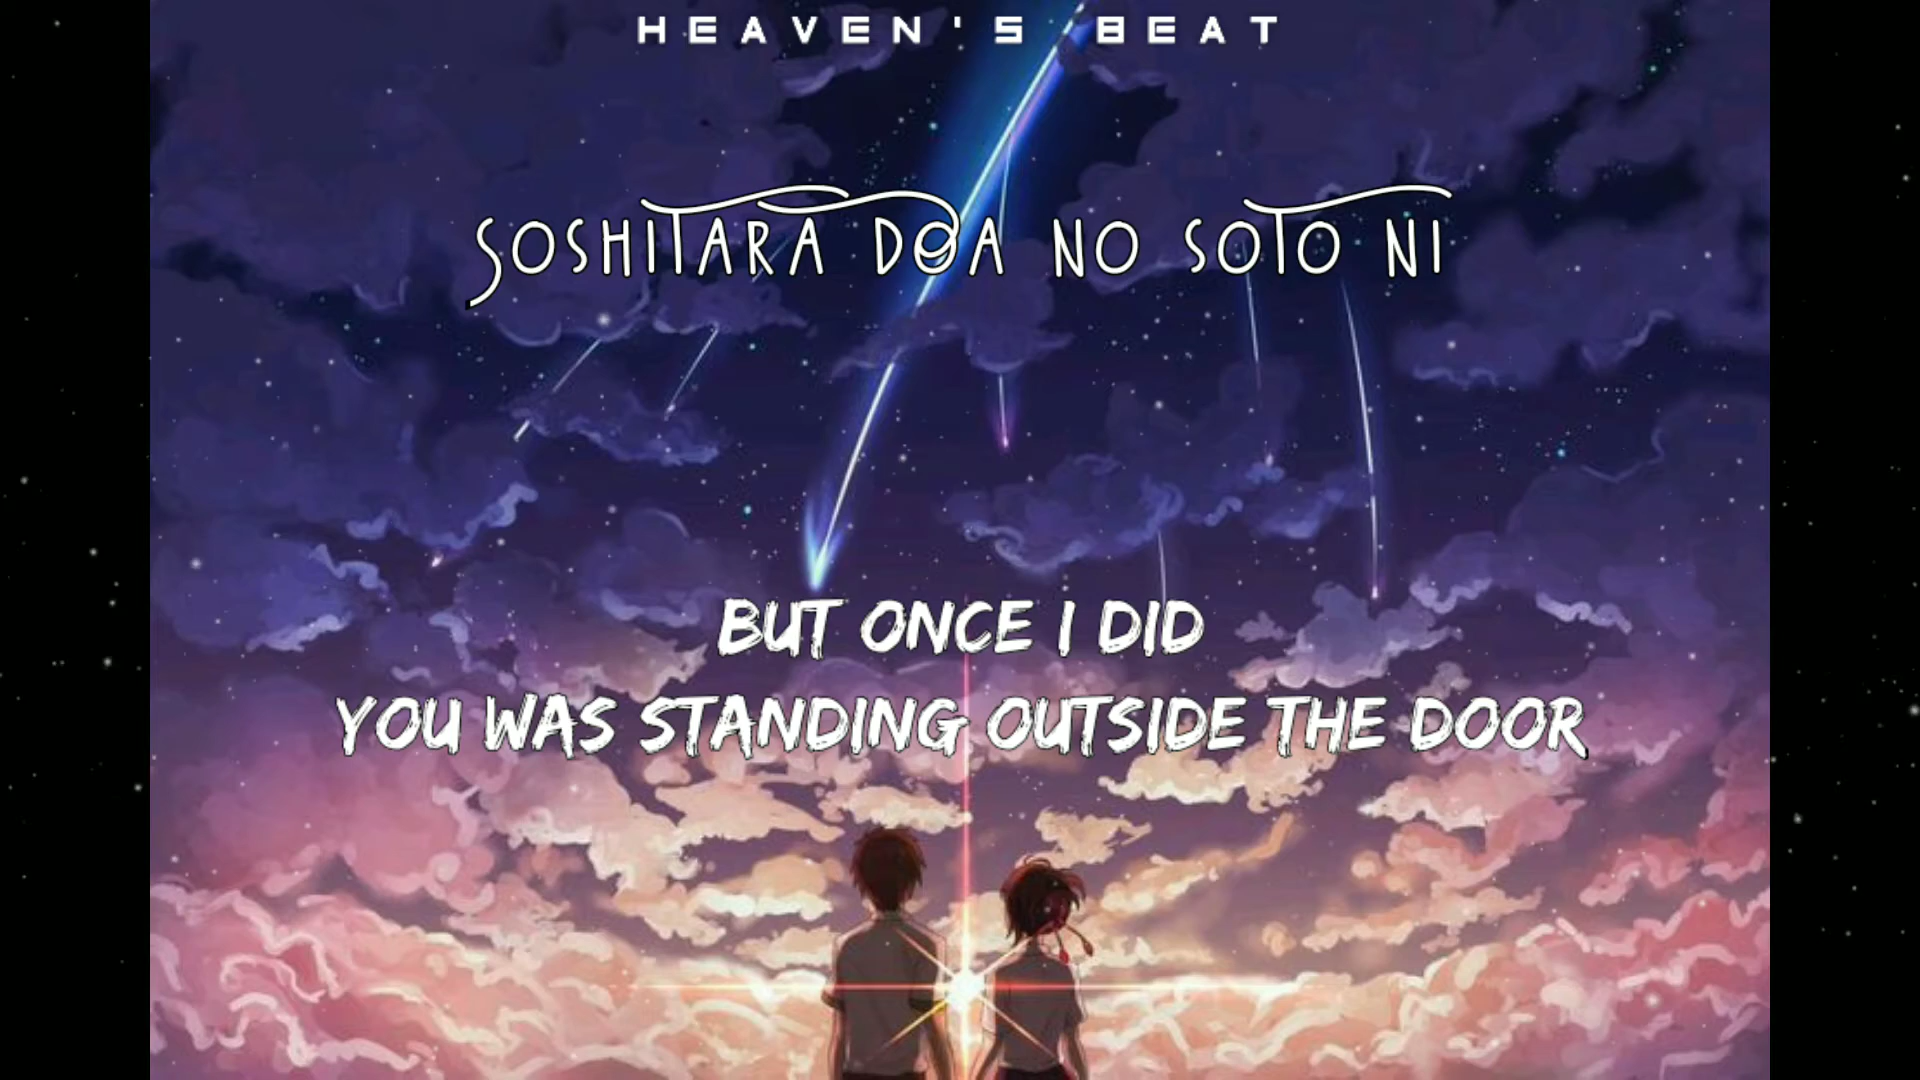 HEAVEN'S BEAT
SOSHITARA DOA NO SOTO NI
BUT ONCE I DID
YOU WAS STANDING OUTSIDE THE DOOR